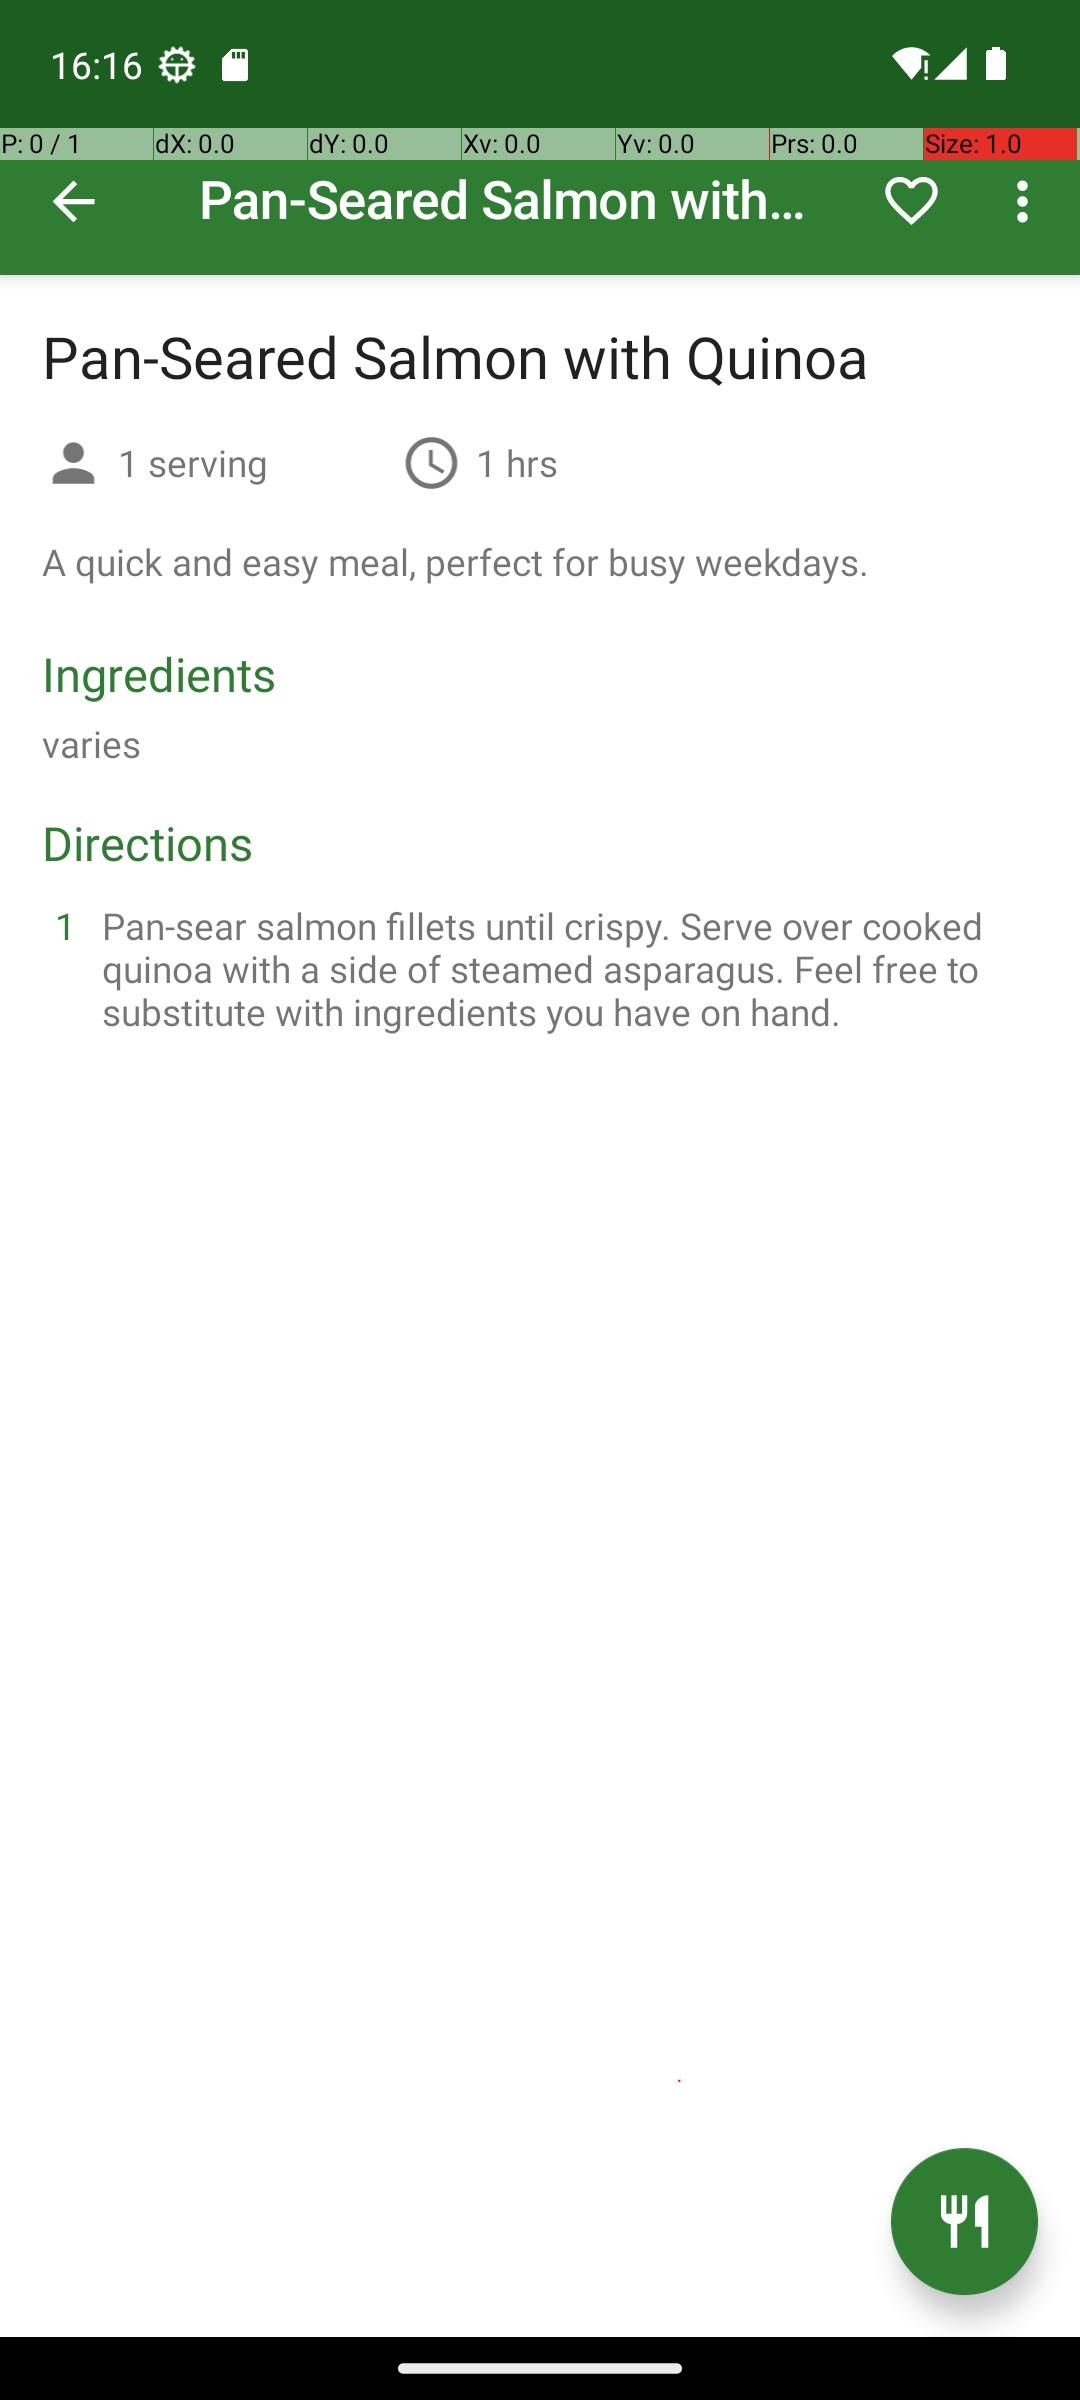 16:16
P: 0 / 1 dX: 0.0 dY: 0.0 Xv: 0.0 Yv: 0.0 Prs: 0.0 Size: 1.0
Pan-Seared Salmon with...
Pan-Seared Salmon with Quinoa
1 serving 1 hrs
A quick and easy meal, perfect for busy weekdays.
Ingredients
varies
Directions
1 Pan-sear salmon fillets until crispy. Serve over cooked
quinoa with a side of steamed asparagus. Feel free to
substitute with ingredients you have on hand.